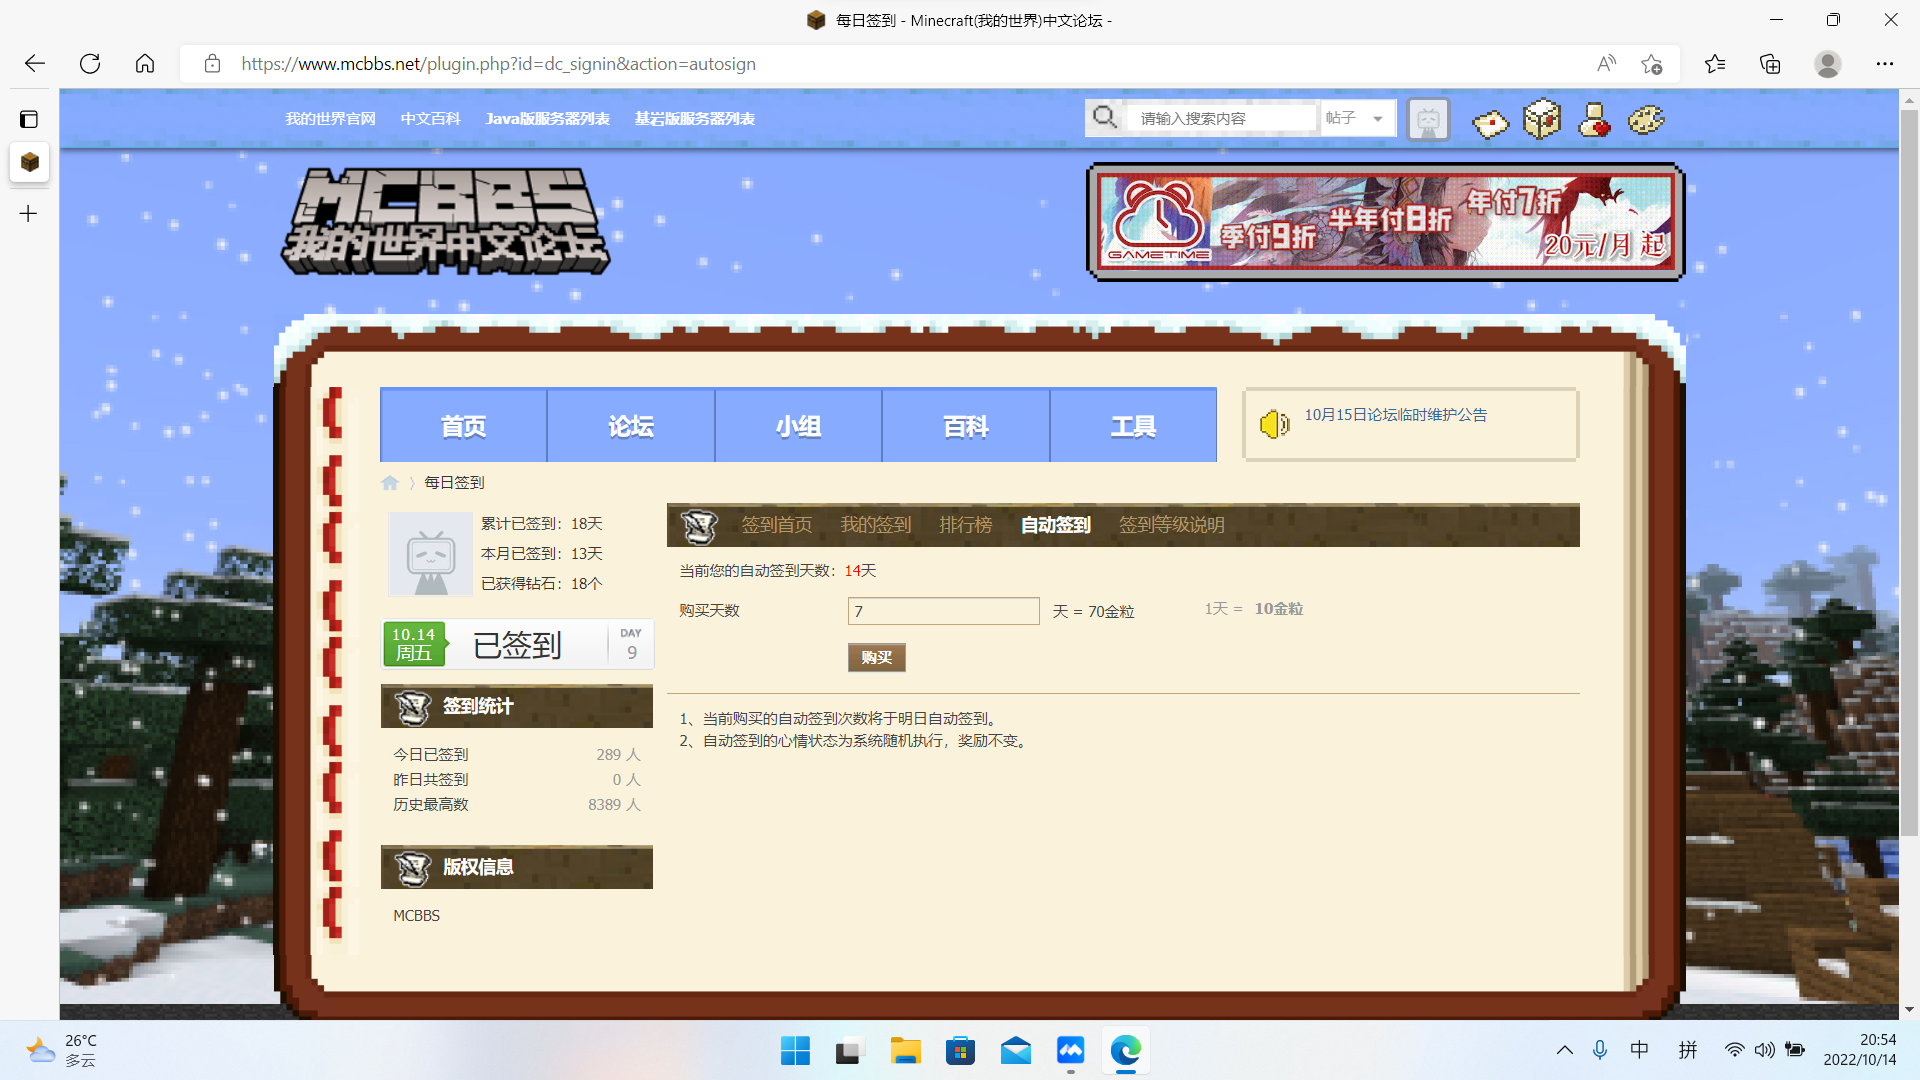 每日签到 - Minecraft(我的世界)中文论坛 -
https://www.mcbbs.net/plugin.php?id=dc_signin&action=autosign
我的世界官网 中文百科 Java版服务器列表 基岩版服务器列表
请输入搜索内容 帖子
MCBBS
我的世界中文论坛
GAMETIME 季付9折 半年付8折 年付7折
20元/月 起
首页 论坛 小组 百科 工具
10月15日论坛临时维护公告
〉 每日签到
累计已签到：18天
本月已签到：13天
已获得钻石：18个
10.14
周五
已签到
DAY
9
签到统计
今日已签到 289 人
昨日共签到 0 人
历史最高数 8389 人
版权信息
MCBBS
签到首页 我的签到 排行榜 自动签到 签到等级说明
当前您的自动签到天数：14天
购买天数 7 天 = 70金粒 1天 = 10金粒
购买
1、当前购买的自动签到次数将于明日自动签到。
2、自动签到的心情状态为系统随机执行，奖励不变。
26°C
多云
中 拼
20:54
2022/10/14